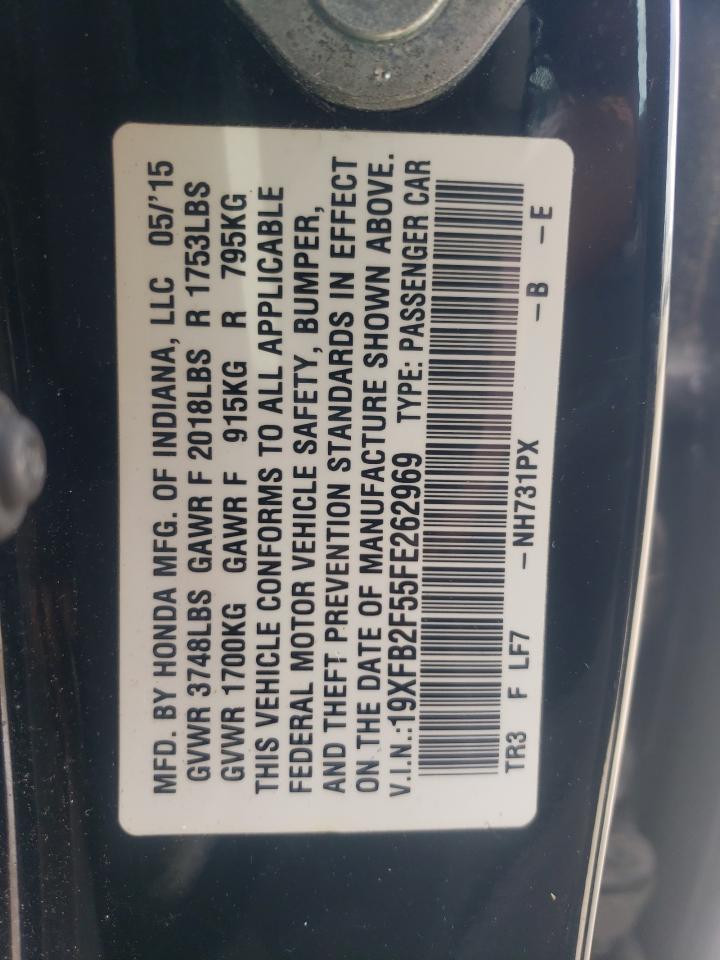 MFD. BY HONDA MFG. OF INDIANA, LLC 05/'15
GVWR 3748LBS GAWR F 2018LBS R 1753LBS
GVWR 1700KG GAWR F 915KG R 795KG
THIS VEHICLE CONFORMS TO ALL APPLICABLE
FEDERAL MOTOR VEHICLE SAFETY, BUMPER,
AND THEFT PREVENTION STANDARDS IN EFFECT
ON THE DATE OF MANUFACTURE SHOWN ABOVE.
V.I.N.:19XFB2F55FE262969 TYPE: PASSENGER CAR
TR3 F LF7 -NH731PX -B -E